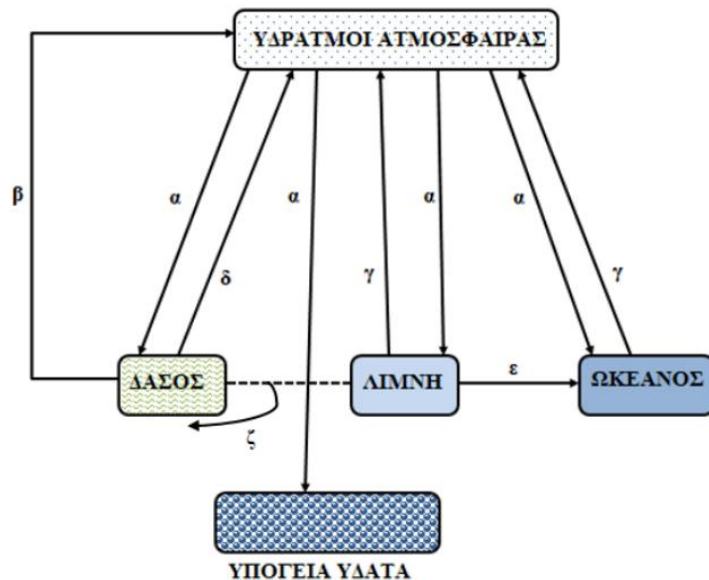 ΥΔΡΑΤΜΟΙ ΑΤΜΟΣΦΑΙΡΑΣ
β
α
α
α
α
δ
γ
γ
ΔΑΣΟΣ
ΛΙΜΝΗ
ε
ΩΚΕΑΝΟΣ
ζ
ΥΠΟΓΕΙΑ ΥΔΑΤΑ